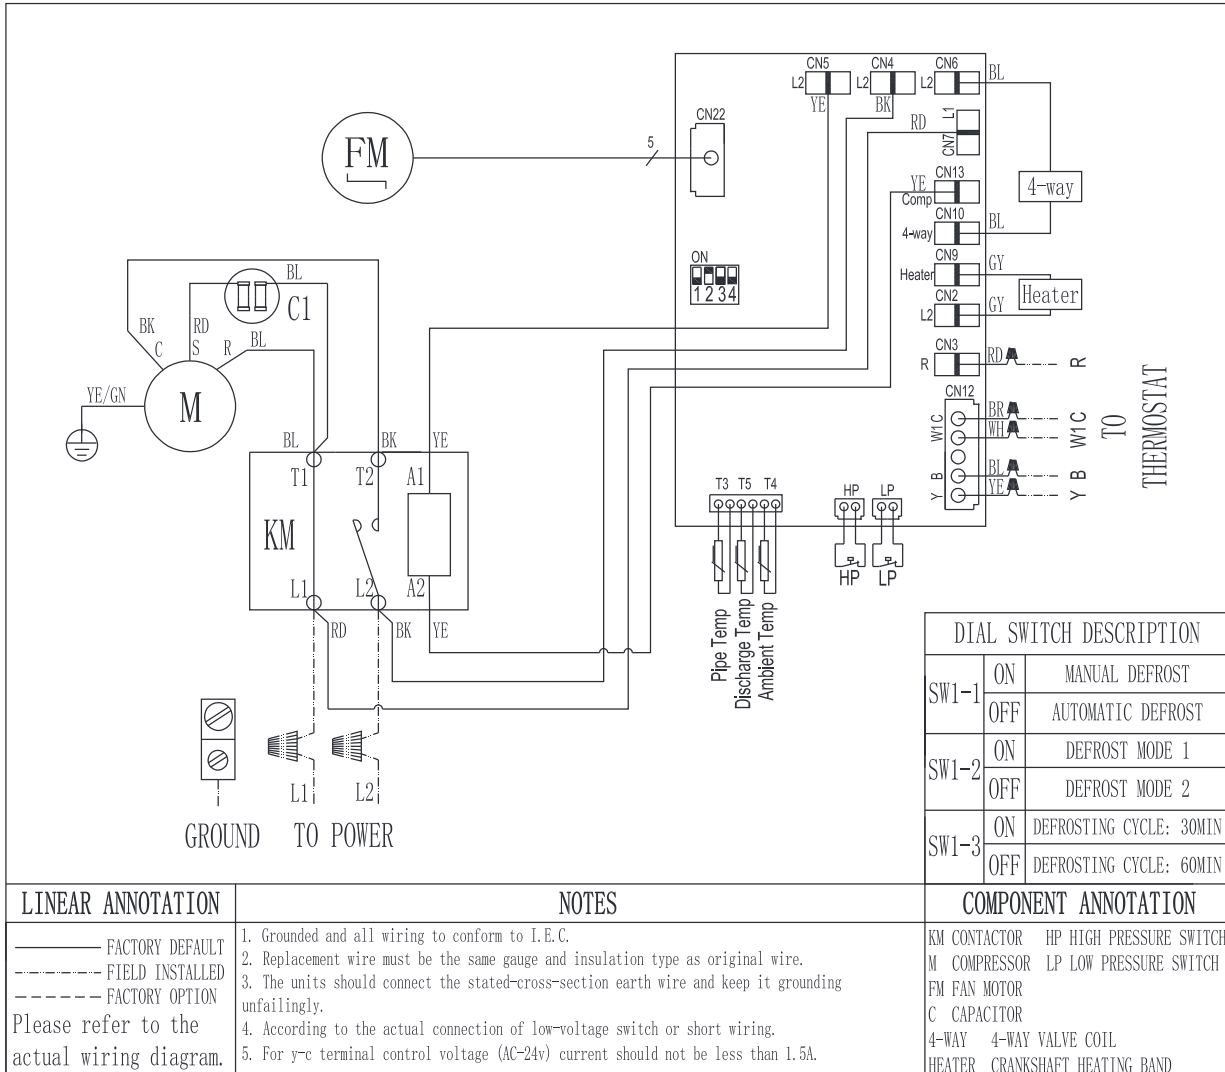 CN5
CN4
CN6
L2
L2
L2
BL
YE
BK
CN22
RD
L1
CN7
FM
5
CN13
YE
Comp
4-way
CN10
4-way
BL
ON
1 2 3 4
CN9
Heater
GY
Heater
CN2
L2
GY
BL
C1
BK
RD
C
S
R
BL
CN3
R
RD
R
YE/GN
M
CN12
BR
W1 C
WH
W1 C
BL
Y B
YE
Y B
TO
THERMOSTAT
BL
BK
YE
T1
T2
A1
KM
L1
L2
A2
RD
BK
YE
T3 T5 T4
HP
LP
HP
LP
Pipe Temp
Discharge Temp
Ambient Temp
L1
L2
GROUND
TO POWER
DIAL SWITCH DESCRIPTION
SW1-1
ON MANUAL DEFROST
OFF AUTOMATIC DEFROST
SW1-2
ON DEFROST MODE 1
OFF DEFROST MODE 2
SW1-3
ON DEFROSTING CYCLE: 30MIN
OFF DEFROSTING CYCLE: 60MIN
LINEAR ANNOTATION
FACTORY DEFAULT
FIELD INSTALLED
FACTORY OPTION
Please refer to the
actual wiring diagram.
NOTES
1. Grounded and all wiring to conform to I.E.C.
2. Replacement wire must be the same gauge and insulation type as original wire.
3. The units should connect the stated-cross-section earth wire and keep it grounding
unfailingly.
4. According to the actual connection of low-voltage switch or short wiring.
5. For y-c terminal control voltage (AC-24v) current should not be less than 1.5A.
COMPONENT ANNOTATION
KM CONTACTOR HP HIGH PRESSURE SWITCH
M COMPRESSOR LP LOW PRESSURE SWITCH
FM FAN MOTOR
C CAPACITOR
4-WAY 4-WAY VALVE COIL
HEATER CRANKSHAFT HEATING BAND